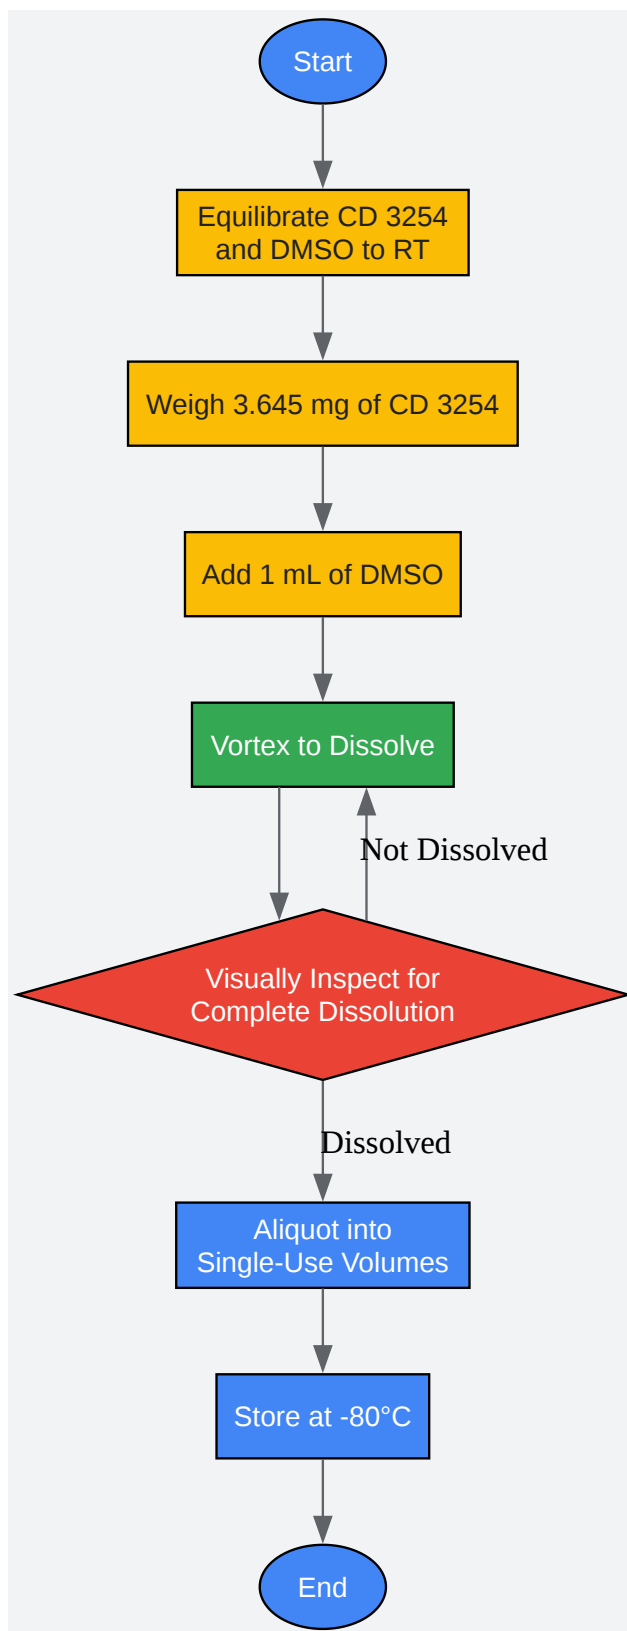 Start
Equilibrate CD 3254
and DMSO to RT
Weigh 3.645 mg of CD 3254
Add 1 mL of DMSO
Vortex to Dissolve
Not Dissolved
Visually Inspect for
Complete Dissolution
Dissolved
Aliquot into
Single-Use Volumes
Store at -80°C
End